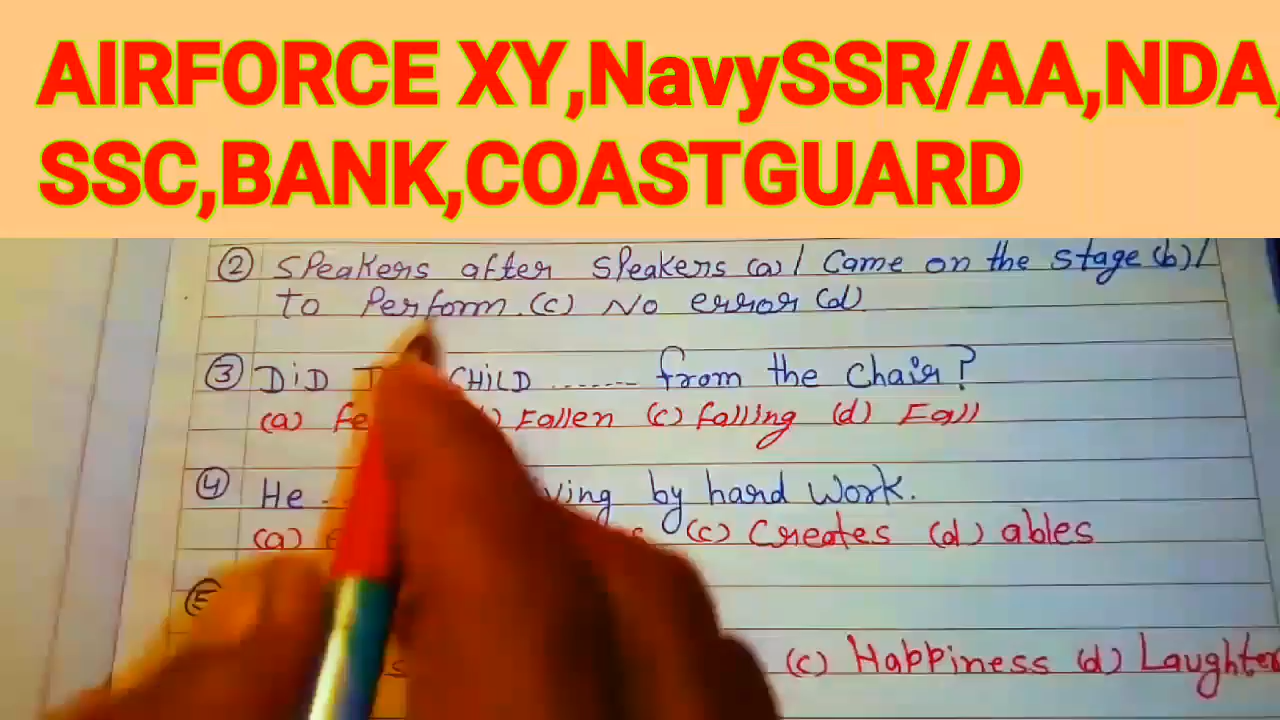 AIRFORCE XY,NavySSR/AA,NDA,
SSC,BANK,COASTGUARD
② Speakers after Speakers (a)/ Came on the stage (b)/
to Perform. (c) No error (d)
③ DiD CHiLD ....... from the Chair?
(a) Fallen (c) falling (d) Fall
④ He by hard Work.
(a) (c) Creates (d) ables
⑤
(c) Happiness (d) Laughter